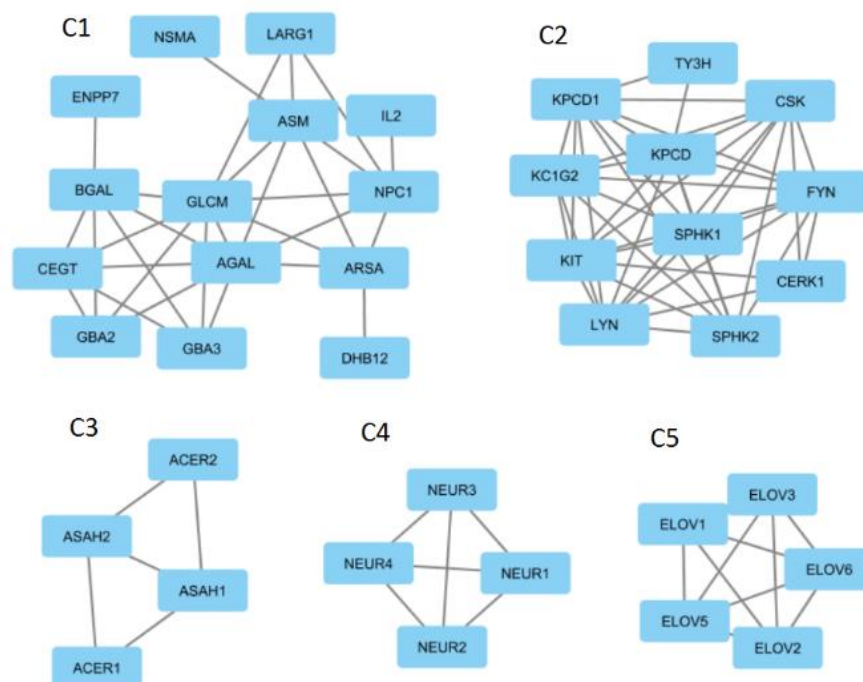 C1
NSMA
LARG1
ENPP7
ASM
IL2
BGAL
GLCM
NPC1
CEGT
AGAL
ARSA
GBA2
GBA3
DHB12
C2
TY3H
KPCD1
CSK
KPCD
KC1G2
FYN
SPHK1
KIT
CERK1
LYN
SPHK2
C3
ACER2
ASAH2
ASAH1
ACER1
C4
NEUR3
NEUR4
NEUR1
NEUR2
C5
ELOV3
ELOV1
ELOV6
ELOV5
ELOV2